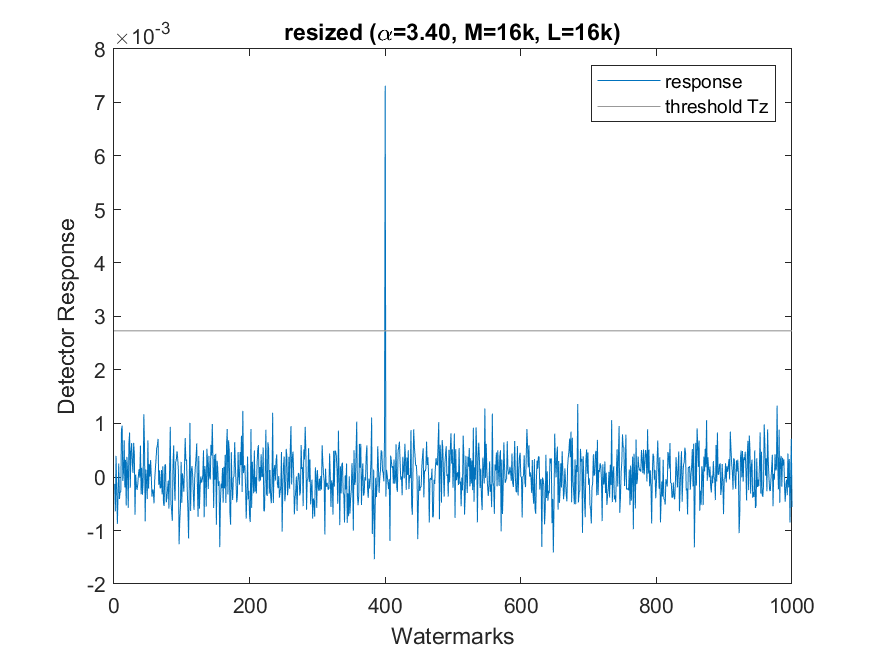 resized (α=3.40, M=16k, L=16k)
×10-3
8
7
6
5
4
3
2
1
0
-1
-2
Detector Response
response
threshold Tz
0 200 400 600 800 1000
Watermarks